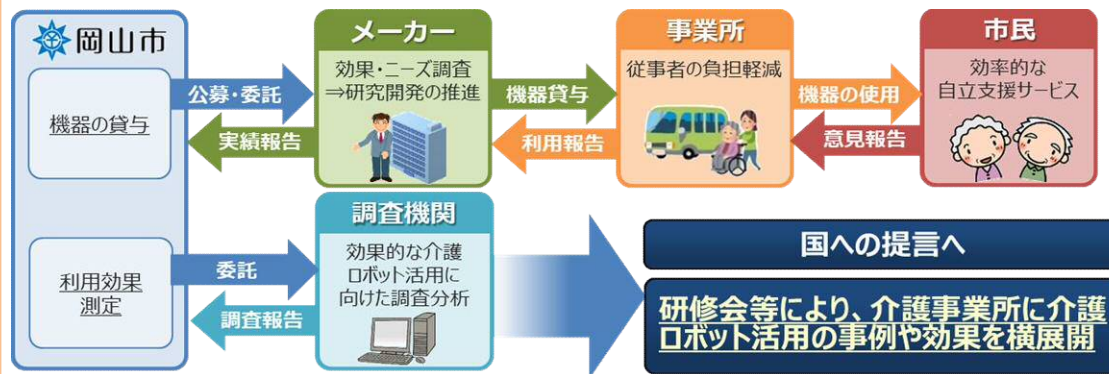 岡山市
機器の貸与
公募・委託
実績報告
メーカー
効果・ニーズ調査
⇒研究開発の推進
機器貸与
利用報告
事業所
従事者の負担軽減
機器の使用
意見報告
市民
効率的な
自立支援サービス
利用効果
測定
委託
調査報告
調査機関
効果的な介護
ロボット活用に
向けた調査分析
国への提言へ
研修会等により、介護事業所に介護
ロボット活用の事例や効果を横展開